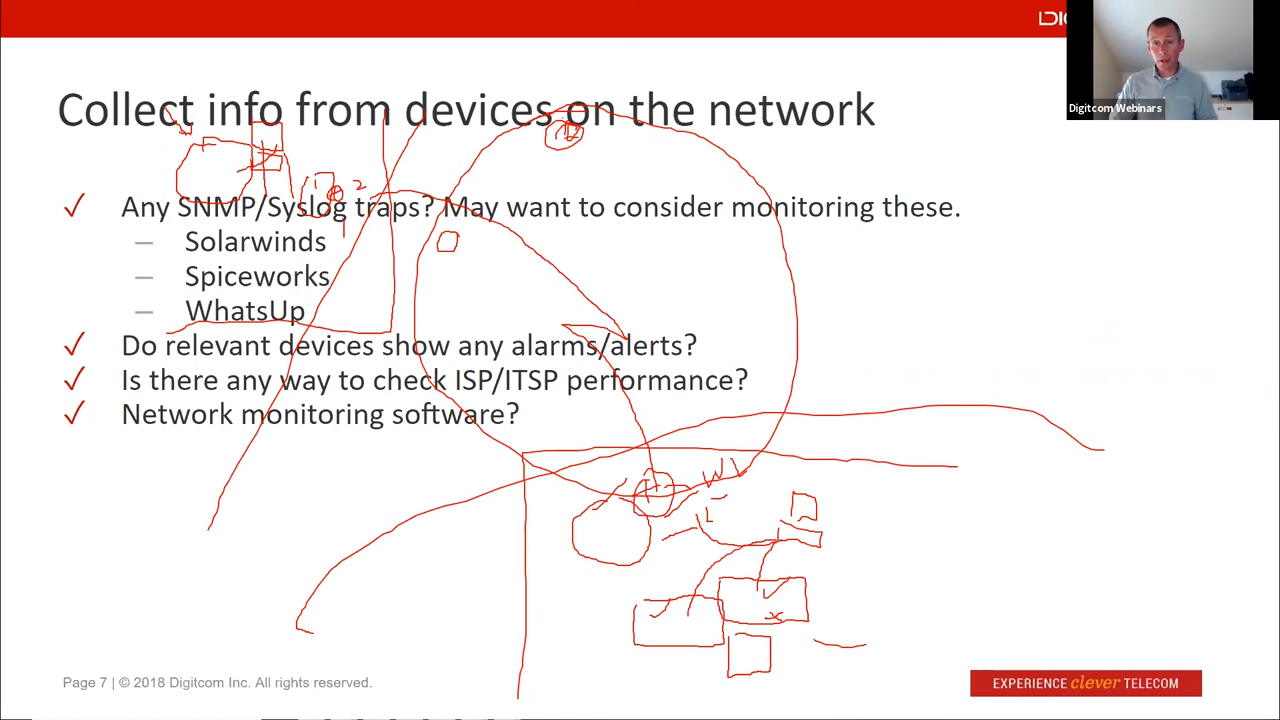 Digitcom Webinars
Collect info from devices on the network
✓ Any SNMP/Syslog traps? May want to consider monitoring these.
– Solarwinds
– Spiceworks
– WhatsUp
✓ Do relevant devices show any alarms/alerts?
✓ Is there any way to check ISP/ITSP performance?
✓ Network monitoring software?
Page 7 | © 2018 Digitcom Inc. All rights reserved.
EXPERIENCE clever TELECOM